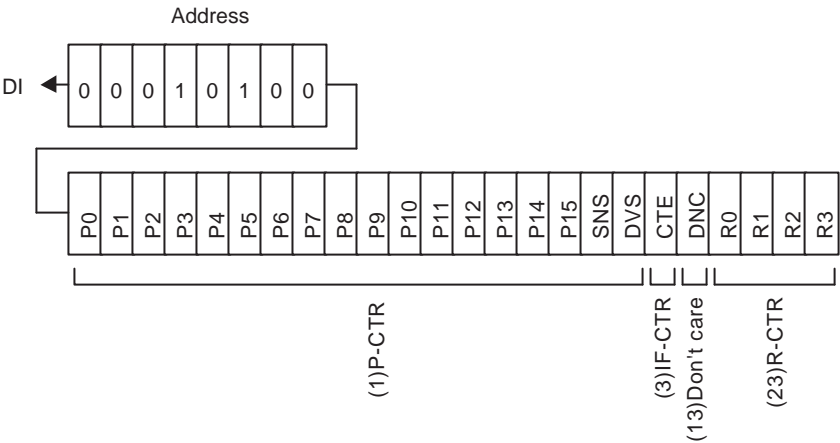 Address
DI 0 0 0 1 0 1 0 0
P0 P1 P2 P3 P4 P5 P6 P7 P8 P9 P10 P11 P12 P13 P14 P15 SNS DVS CTE DNC R0 R1 R2 R3
(1)P-CTR
(3)IF-CTR
(13)Don't care
(23)R-CTR